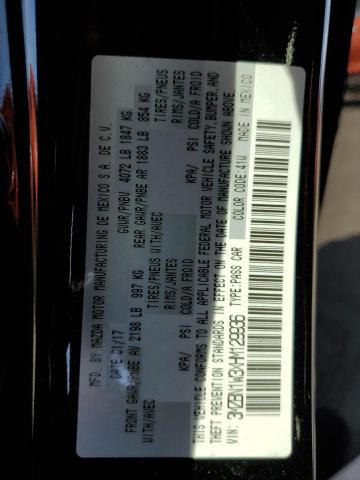 MFD. BY MAZDA MOTOR MANUFACTURING DE MEXICO S.A. DE C.V.
DATE 01/17 GVWR/PNBV 4072 LB 1847 KG
FRONT GAWR/PNBE AV 2198 LB 997 KG REAR GAWR/PNBE AR 1883 LB 854 KG
WITH/AVEC TIRES/PNEUS WITH/AVEC TIRES/PNEUS
RIMS/JANTES RIMS/JANTES
KPA/ PSI COLD/A FROID KPA/ PSI COLD/A FROID
THIS VEHICLE CONFORMS TO ALL APPLICABLE FEDERAL MOTOR VEHICLE SAFETY, BUMPER, AND
THEFT PREVENTION STANDARDS IN EFFECT ON THE DATE OF MANUFACTURE SHOWN ABOVE.
VIN: 3MZBN1W3XHM129936 TYPE:PASS CAR COLOR CODE:41W MADE IN MEXICO